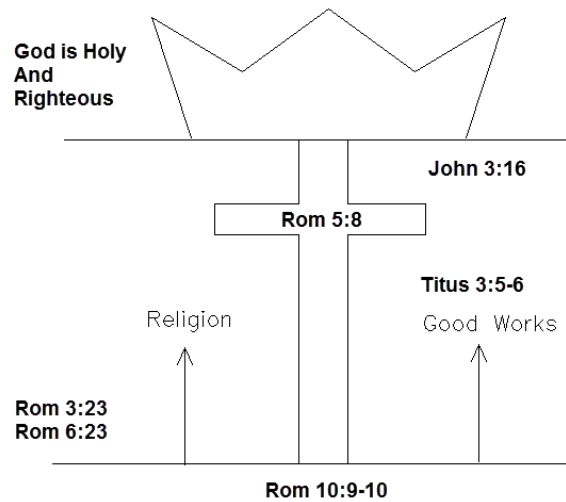 God is Holy
And
Righteous
John 3:16
Rom 5:8
Titus 3:5-6
Religion
Good Works
Rom 3:23
Rom 6:23
Rom 10:9-10